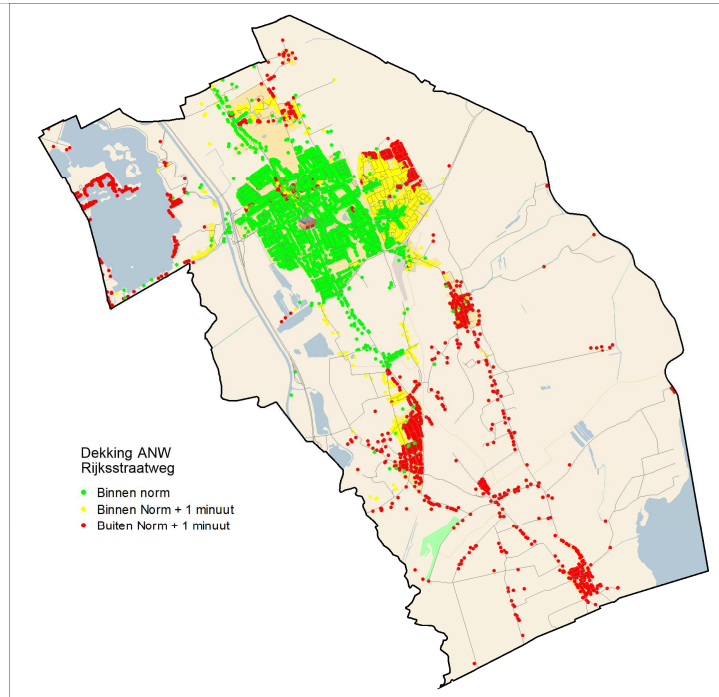 Dekking ANW
Rijksstraatweg
Binnen norm
Binnen Norm + 1 minuut
Buiten Norm + 1 minuut